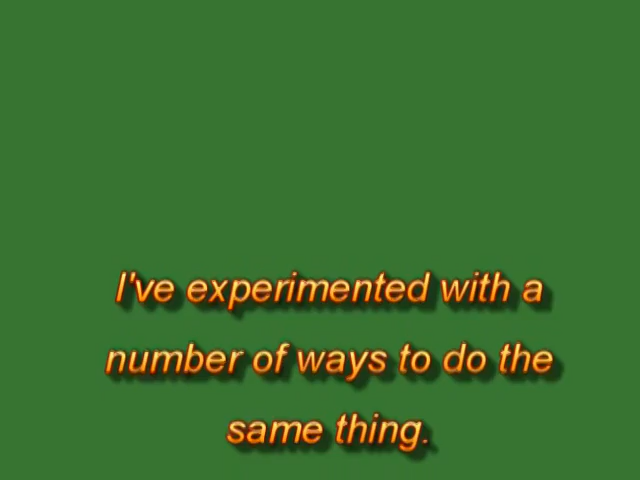 I've experimented with a
number of ways to do the
same thing.